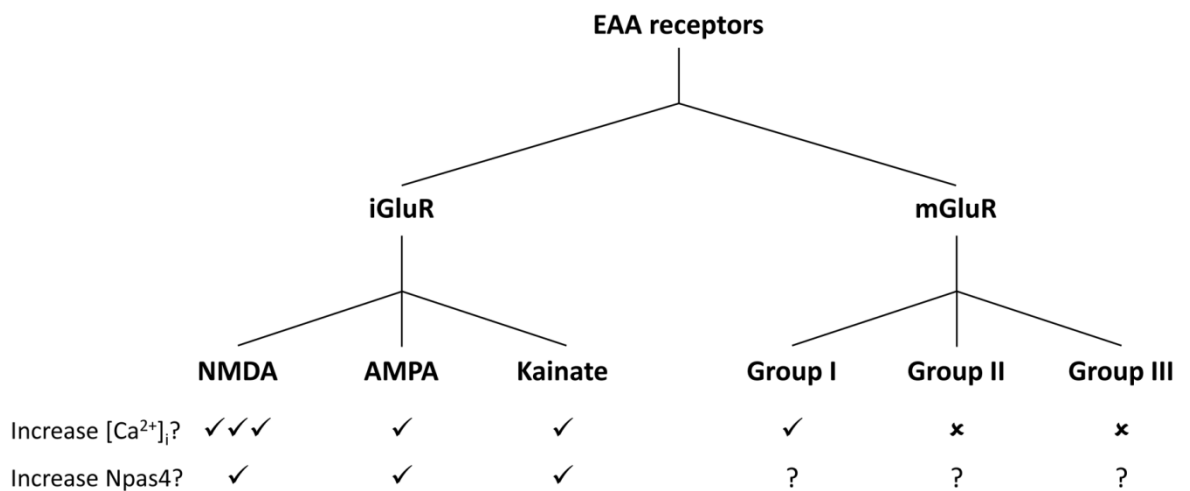 EAA receptors
iGluR mGluR
NMDA AMPA Kainate Group I Group II Group III
Increase [Ca²⁺]ᵢ? ✓✓✓ ✓ ✓ ✓ ✘ ✘
Increase Npas4? ✓ ✓ ✓ ? ? ?